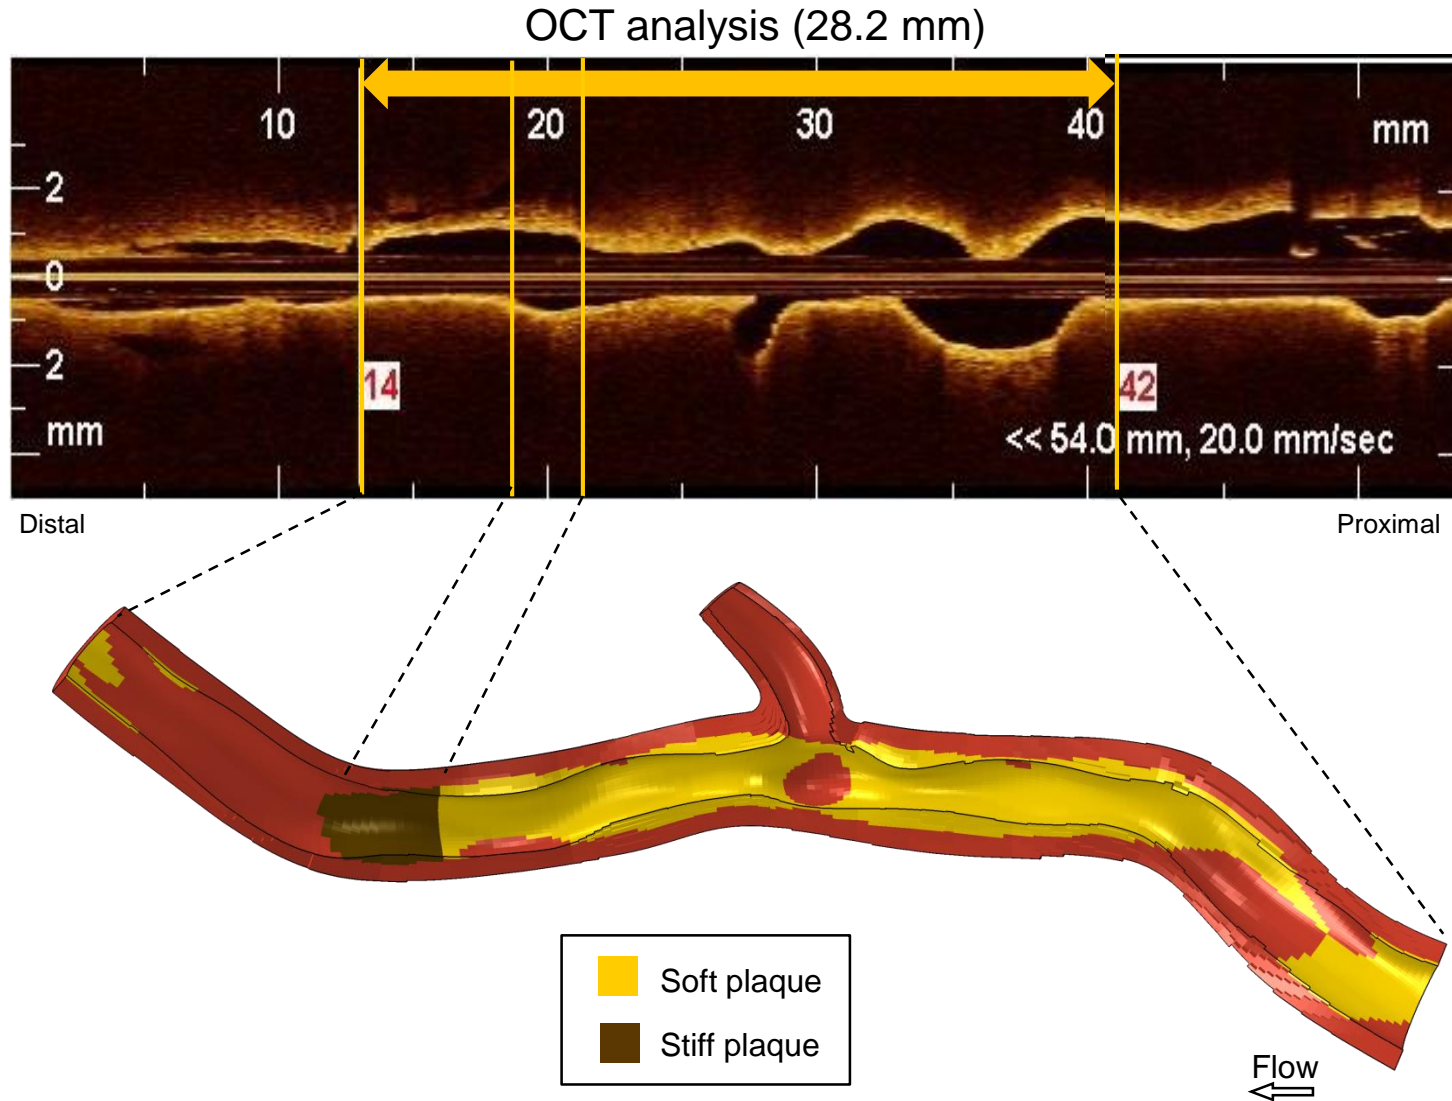 OCT analysis (28.2 mm)
10 20 30 40 mm
2
0
2
14 42
mm
<< 54.0 mm, 20.0 mm/sec
Distal Proximal
Soft plaque
Stiff plaque
Flow